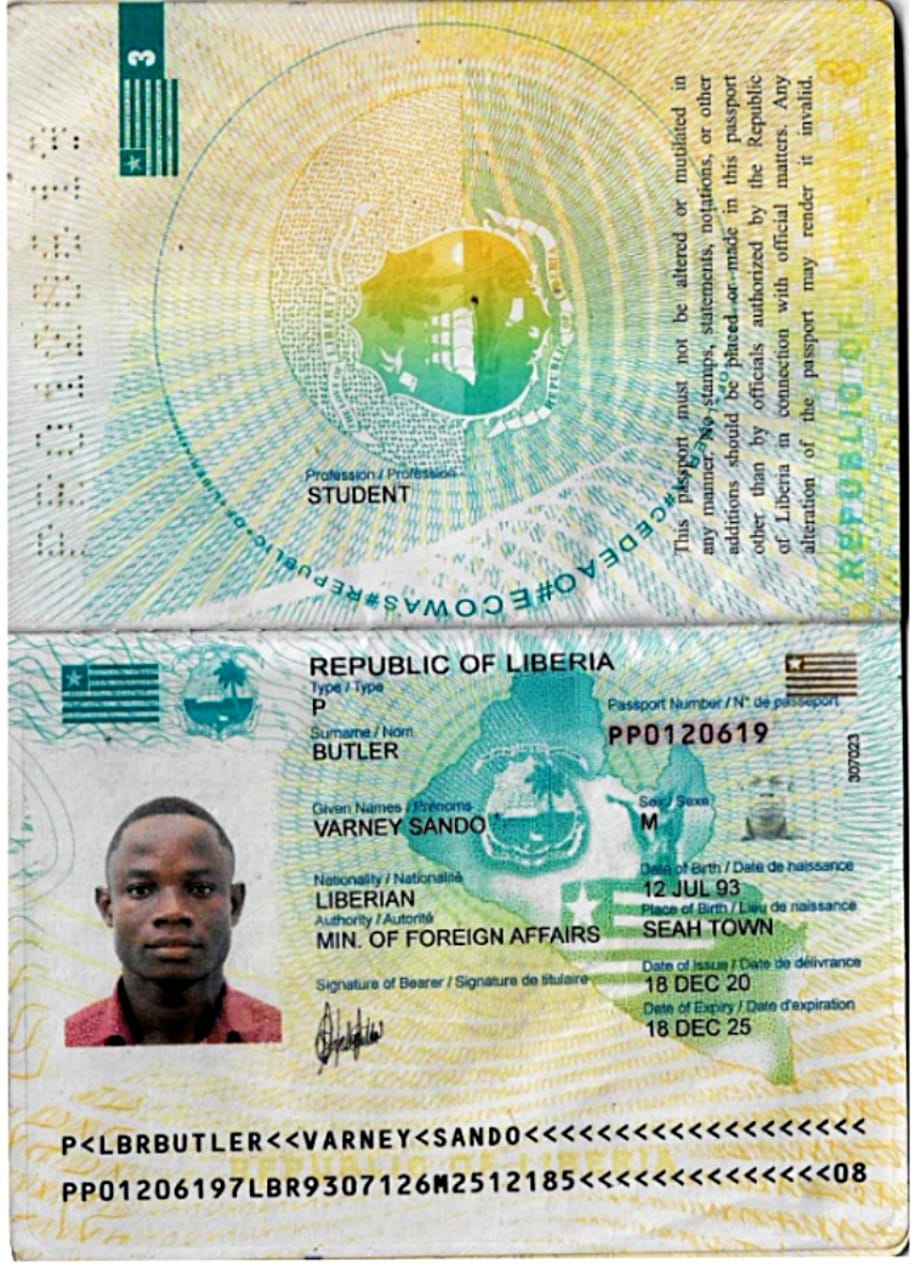 3
Profession / Profession
STUDENT
This passport must not be altered or mutilated in
any manner. No stamps, statements, notations, or other
additions should be placed or made in this passport
other than by officials authorized by the Republic
of Liberia in connection with official matters. Any
alteration of the passport may render it invalid.
REPUBLIC OF
#ECOWAS#REPUBLIC
#CEDEAO
REPUBLIC OF LIBERIA
Type / Type
P
Passport Number / N° de passeport
PP0120619
Surname / Nom
BUTLER
307023
Given Names / Prénoms
VARNEY SANDO
Sex / Sexe
M
Nationality / Nationalité
LIBERIAN
Date of Birth / Date de naissance
12 JUL 93
Authority / Autorité
MIN. OF FOREIGN AFFAIRS
Place of Birth / Lieu de naissance
SEAH TOWN
Signature of Bearer / Signature de titulaire
Date of Issue / Date de délivrance
18 DEC 20
Date of Expiry / Date d'expiration
18 DEC 25
P<LBRBUTLER<<VARNEY<SANDO<<<<<<<<<<<<<<<<<<<
PP01206197LBR9307126M2512185<<<<<<<<<<<<<<08
REPUBLIC OF LIBERIA